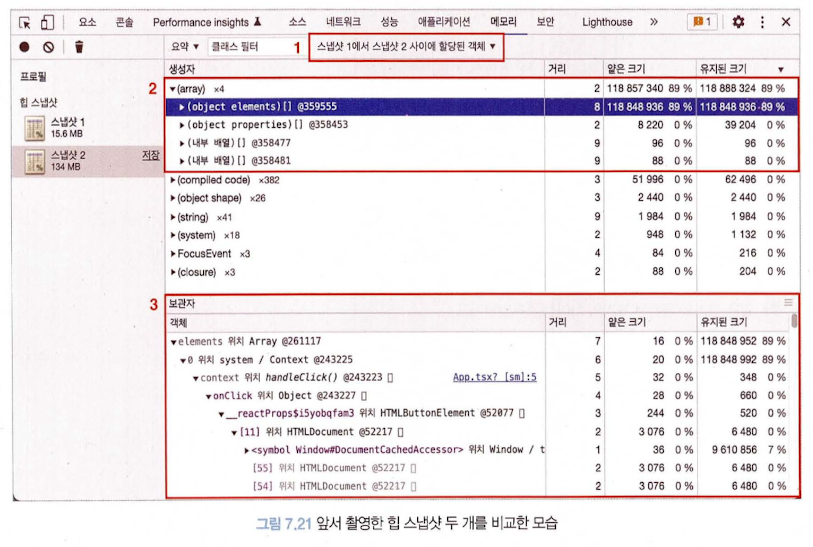 요소 콘솔 Performance insights 소스 네트워크 성능 애플리케이션 메모리 보안 Lighthouse » 1
요약 ▼ 클래스 필터 1 스냅샷 1에서 스냅샷 2 사이에 할당된 객체 ▼
프로필
힙 스냅샷
스냅샷 1
15.6 MB
스냅샷 2 저장
134 MB
생성자 거리 얕은 크기 유지된 크기 ▼
2 ▼(array) ×4 2 118 857 340 89 % 118 888 324 89 %
▶(object elements)[] @359555 8 118 848 936 89 % 118 848 936 89 %
▶(object properties)[] @358453 2 8 220 0 % 39 204 0 %
▶(내부 배열)[] @358477 9 96 0 % 96 0 %
▶(내부 배열)[] @358481 9 88 0 % 88 0 %
▶(compiled code) ×382 3 51 996 0 % 62 496 0 %
▶(object shape) ×26 3 2 440 0 % 2 440 0 %
▶(string) ×41 9 1 984 0 % 1 984 0 %
▶(system) ×18 2 948 0 % 1 132 0 %
▶FocusEvent ×3 4 84 0 % 216 0 %
▶(closure) ×3 2 88 0 % 204 0 %
3 보관자
객체 거리 얕은 크기 유지된 크기
▼elements 위치 Array @261117 7 16 0 % 118 848 952 89 %
▼0 위치 system / Context @243225 6 20 0 % 118 848 992 89 %
▼context 위치 handleClick() @243223 App.tsx? [sm]:5 5 32 0 % 348 0 %
▼onClick 위치 Object @243227 4 28 0 % 660 0 %
▼__reactProps$i5yobqfam3 위치 HTMLButtonElement @52077 3 244 0 % 520 0 %
▼[11] 위치 HTMLDocument @52217 2 3 076 0 % 6 480 0 %
▶<symbol Window#DocumentCachedAccessor> 위치 Window / t 1 36 0 % 9 610 856 7 %
[55] 위치 HTMLDocument @52217 2 3 076 0 % 6 480 0 %
[54] 위치 HTMLDocument @52217 2 3 076 0 % 6 480 0 %
그림 7.21 앞서 촬영한 힙 스냅샷 두 개를 비교한 모습